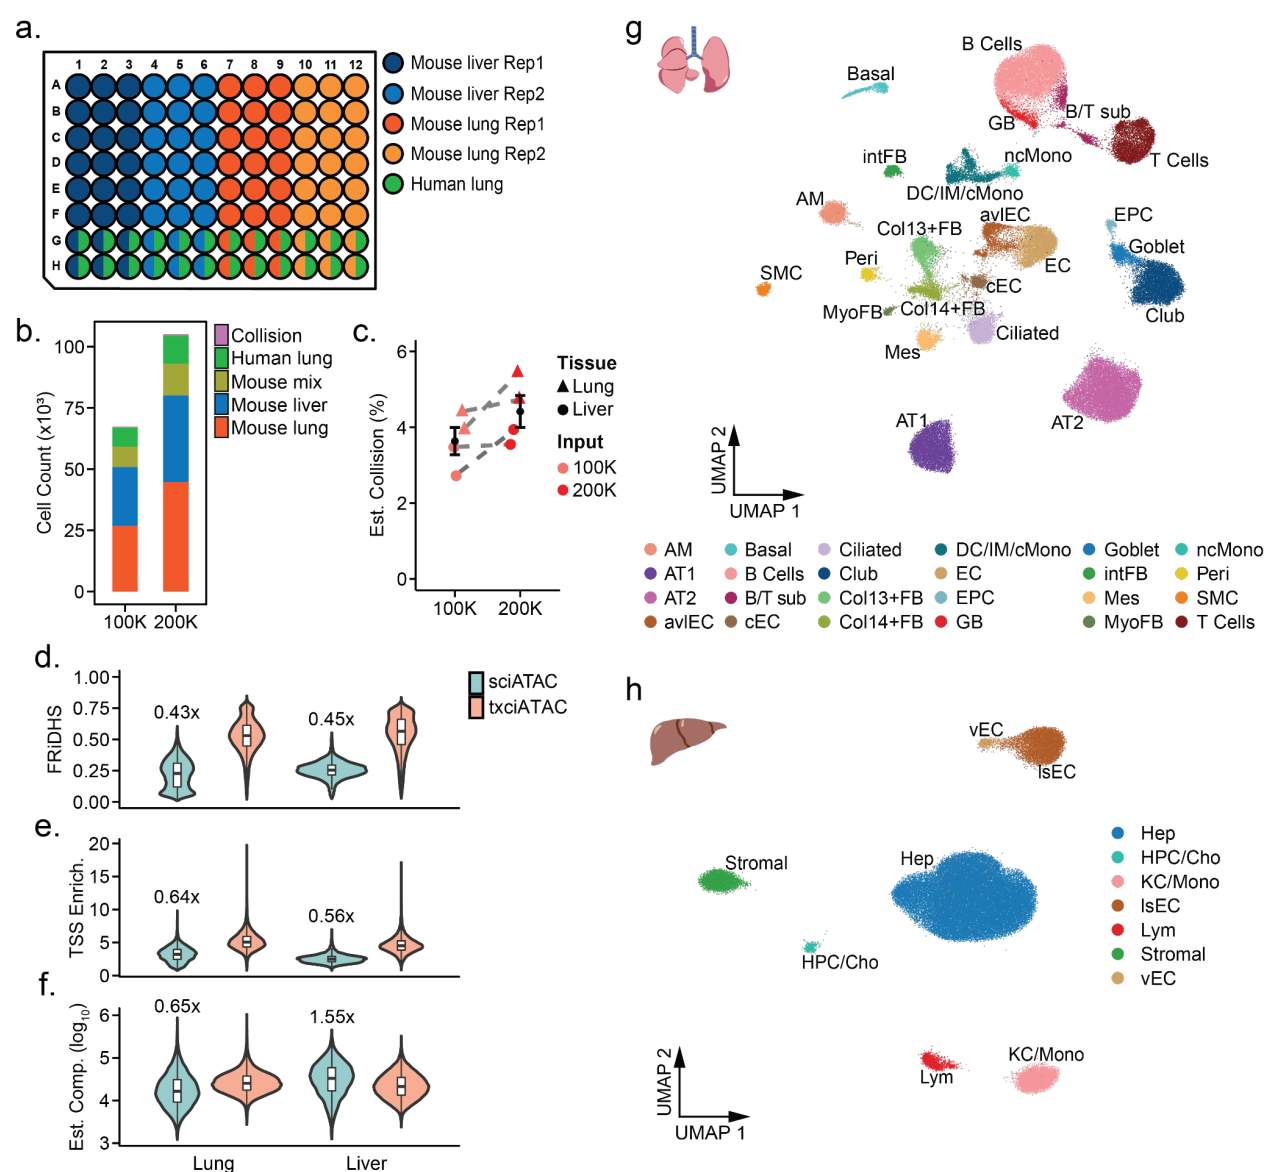 a.
1 2 3 4 5 6 7 8 9 10 11 12
A
B
C
D
E
F
G
H
Mouse liver Rep1
Mouse liver Rep2
Mouse lung Rep1
Mouse lung Rep2
Human lung
b.
Cell Count (x10³)
100
75
50
25
0
100K 200K
Collision
Human lung
Mouse mix
Mouse liver
Mouse lung
c.
Est. Collision (%)
6
4
2
0
100K 200K
Tissue
Lung
Liver
Input
100K
200K
d.
FRiDHS
1.00
0.75
0.50
0.25
0.00
0.43x
0.45x
sciATAC
txciATAC
e.
TSS Enrich.
20
15
10
5
0
0.64x
0.56x
f.
Est. Comp. (log₁₀)
6
5
4
3
0.65x
1.55x
Lung Liver
g
B Cells
Basal
GB
B/T sub
T Cells
intFB
ncMono
DC/IM/cMono
AM
avlEC
EPC
Col13+FB
Goblet
EC
Peri
SMC
cEC
MyoFB
Col14+FB
Club
Ciliated
Mes
AT1
AT2
UMAP 2
UMAP 1
AM Basal Ciliated DC/IM/cMono Goblet ncMono
AT1 B Cells Club EC intFB Peri
AT2 B/T sub Col13+FB EPC Mes SMC
avlEC cEC Col14+FB GB MyoFB T Cells
h
vEC
lsEC
Stromal
Hep
HPC/Cho
Lym
KC/Mono
Hep
HPC/Cho
KC/Mono
lsEC
Lym
Stromal
vEC
UMAP 2
UMAP 1